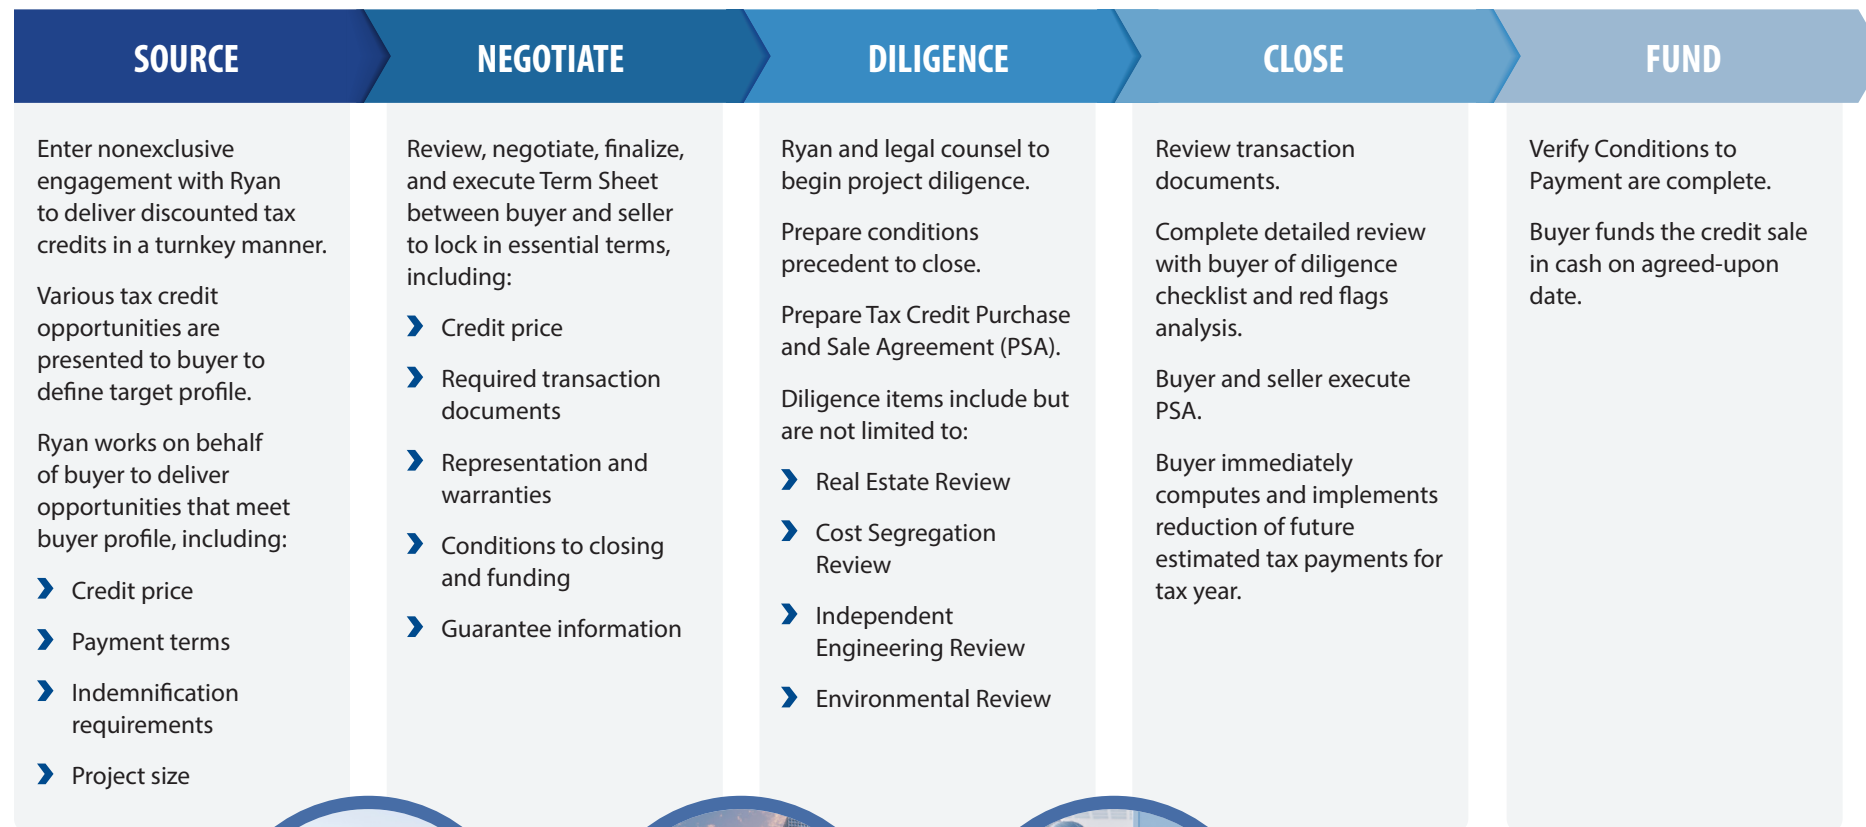 SOURCE
Enter nonexclusive
engagement with Ryan
to deliver discounted tax
credits in a turnkey manner.
Various tax credit
opportunities are
presented to buyer to
define target profile.
Ryan works on behalf
of buyer to deliver
opportunities that meet
buyer profile, including:
Credit price
Payment terms
Indemnification
requirements
Project size
NEGOTIATE
Review, negotiate, finalize,
and execute Term Sheet
between buyer and seller
to lock in essential terms,
including:
Credit price
Required transaction
documents
Representation and
warranties
Conditions to closing
and funding
Guarantee information
DILIGENCE
Ryan and legal counsel to
begin project diligence.
Prepare conditions
precedent to close.
Prepare Tax Credit Purchase
and Sale Agreement (PSA).
Diligence items include but
are not limited to:
Real Estate Review
Cost Segregation
Review
Independent
Engineering Review
Environmental Review
CLOSE
Review transaction
documents.
Complete detailed review
with buyer of diligence
checklist and red flags
analysis.
Buyer and seller execute
PSA.
Buyer immediately
computes and implements
reduction of future
estimated tax payments for
tax year.
FUND
Verify Conditions to
Payment are complete.
Buyer funds the credit sale
in cash on agreed-upon
date.